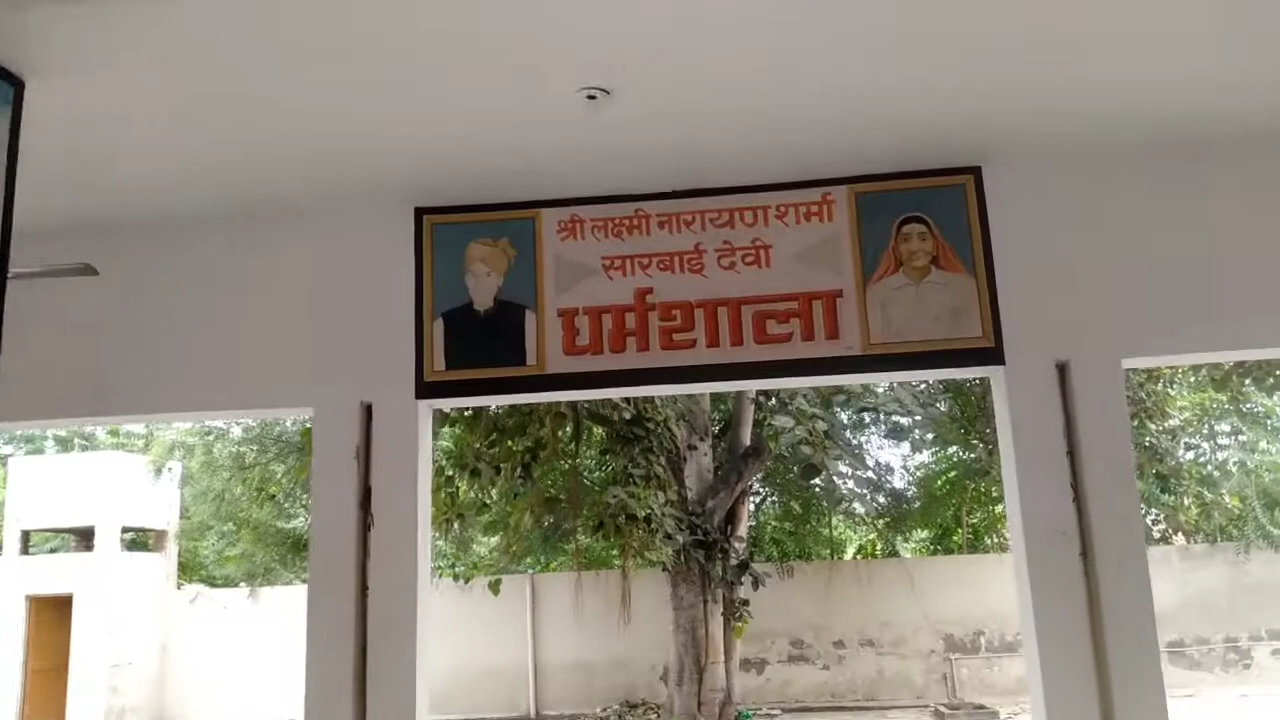 श्री लक्ष्मी नारायण शर्मा
सारबाई देवी
धर्मशाला